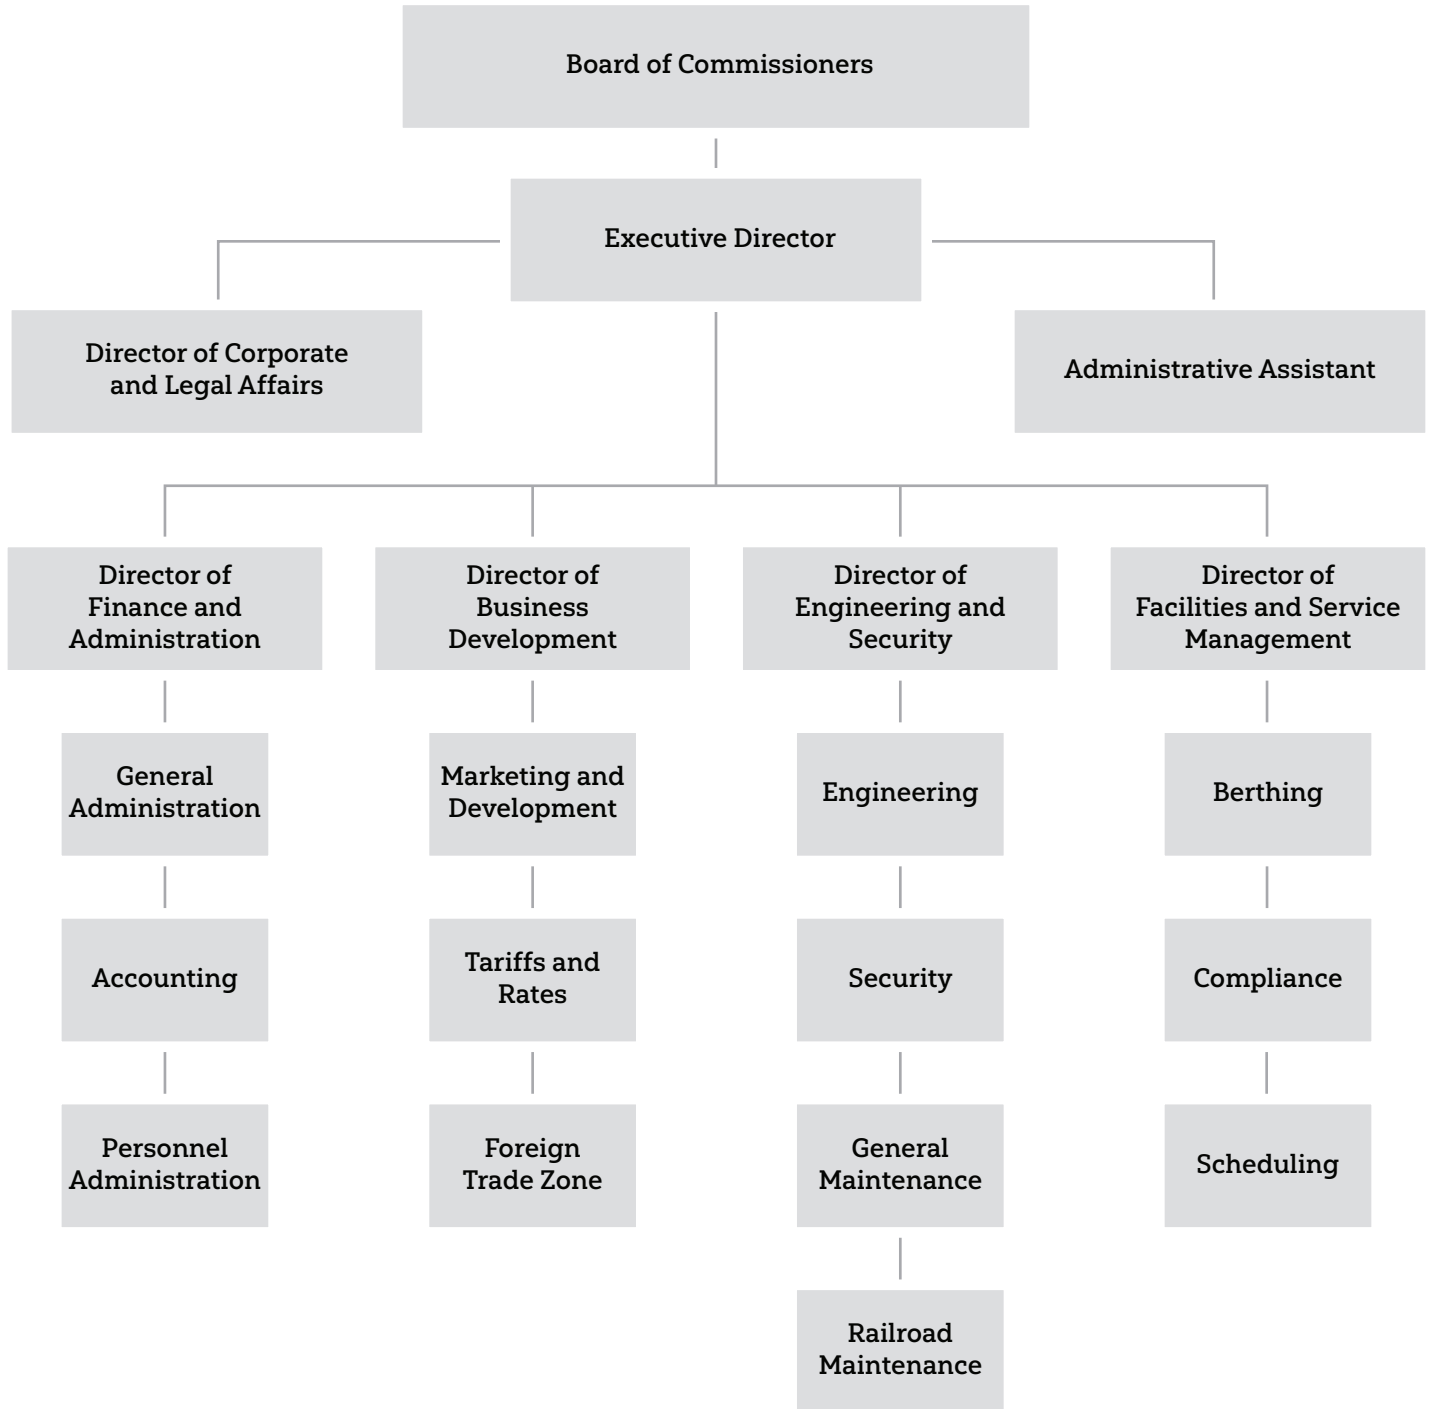 Board of Commissioners
Executive Director
Director of Corporate
and Legal Affairs
Administrative Assistant
Director of
Finance and
Administration
Director of
Business
Development
Director of
Engineering and
Security
Director of
Facilities and Service
Management
General
Administration
Marketing and
Development
Engineering
Berthing
Accounting
Tariffs and
Rates
Security
Compliance
Personnel
Administration
Foreign
Trade Zone
General
Maintenance
Scheduling
Railroad
Maintenance